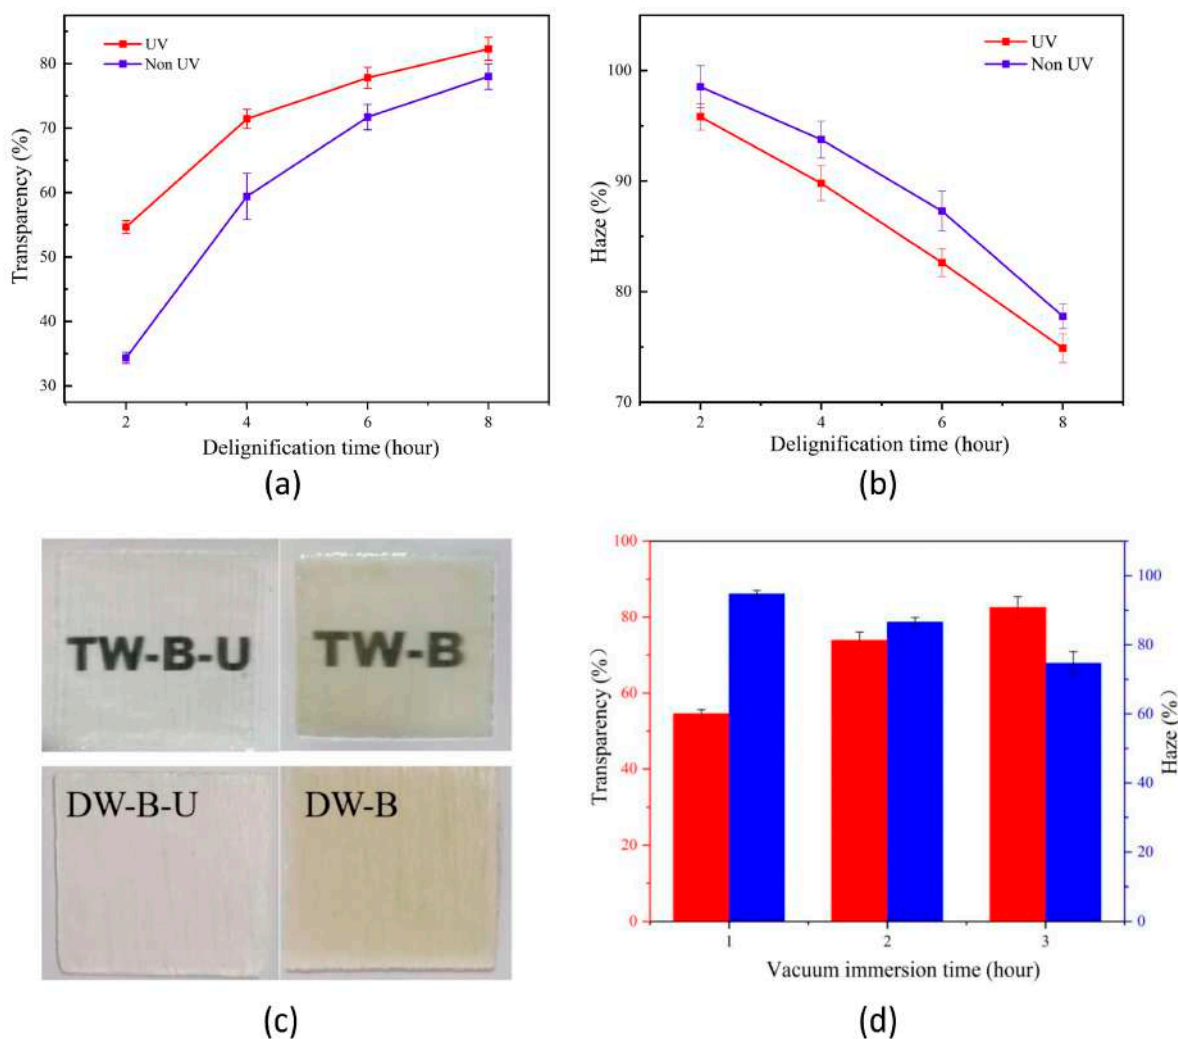 UV
Non UV
80
70
60
50
40
30
Transparency (%)
2 4 6 8
Delignification time (hour)
(a)
UV
Non UV
100
90
80
70
Haze (%)
2 4 6 8
Delignification time (hour)
(b)
TW-B-U
TW-B
DW-B-U
DW-B
(c)
100
80
60
40
20
0
Transparency (%)
100
80
60
40
20
0
Haze (%)
1 2 3
Vacuum immersion time (hour)
(d)